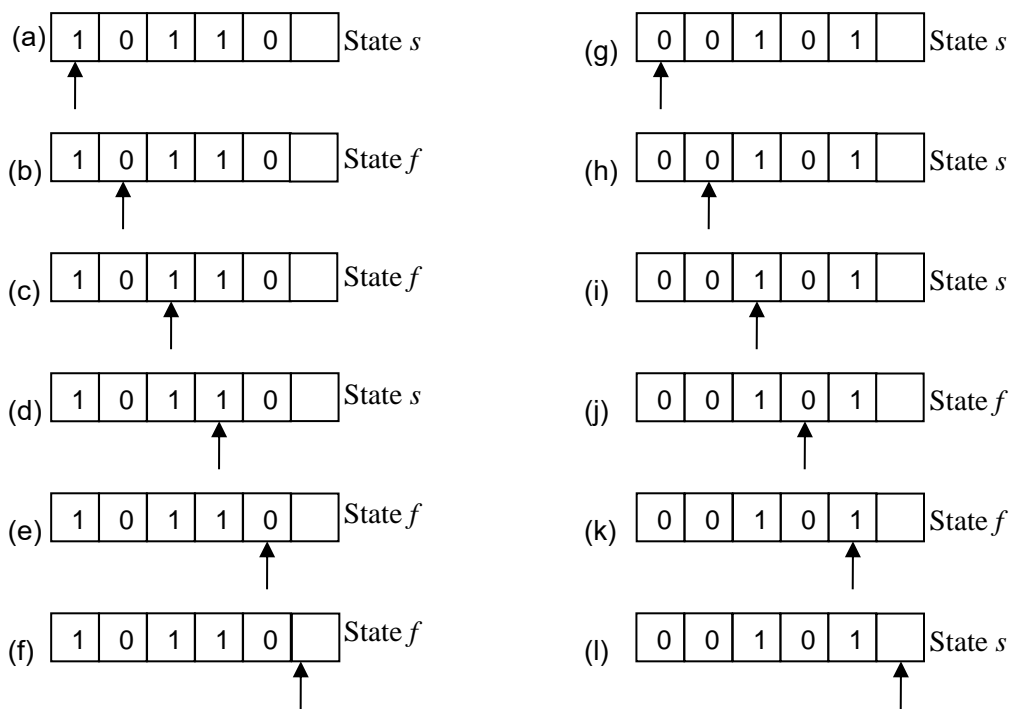 (a) 1 0 1 1 0 State s
(b) 1 0 1 1 0 State f
(c) 1 0 1 1 0 State f
(d) 1 0 1 1 0 State s
(e) 1 0 1 1 0 State f
(f) 1 0 1 1 0 State f
(g) 0 0 1 0 1 State s
(h) 0 0 1 0 1 State s
(i) 0 0 1 0 1 State s
(j) 0 0 1 0 1 State f
(k) 0 0 1 0 1 State f
(l) 0 0 1 0 1 State s